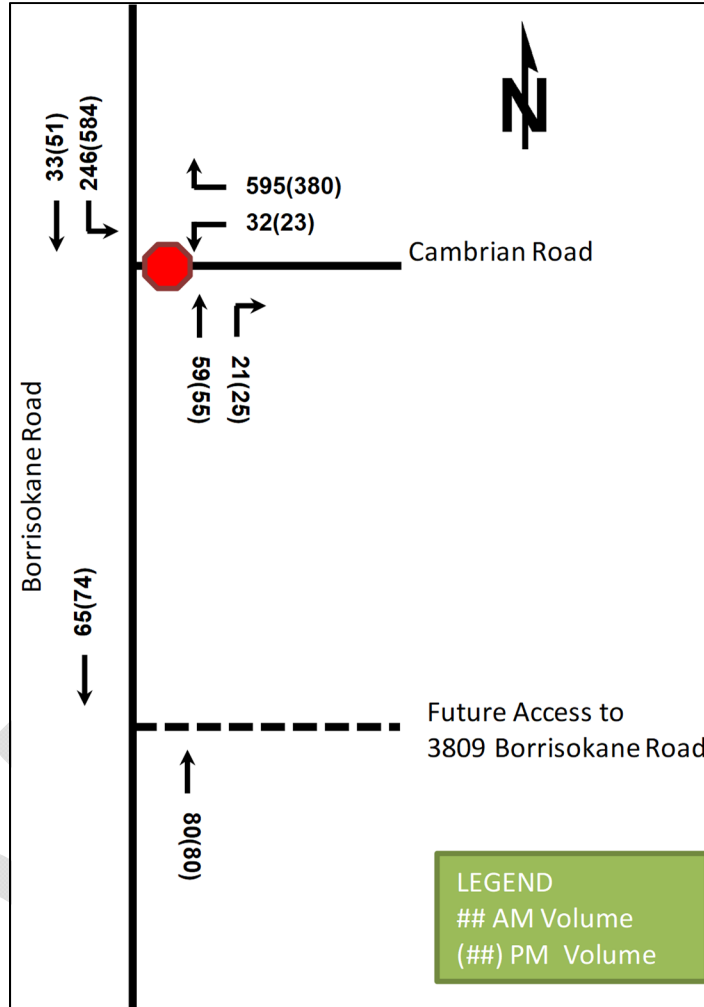 N
33(51)
246(584)
595(380)
32(23)
Cambrian Road
59(55)
21(25)
Borrisokane Road
65(74)
Future Access to
3809 Borrisokane Road
80(80)
LEGEND
## AM Volume
(##) PM Volume